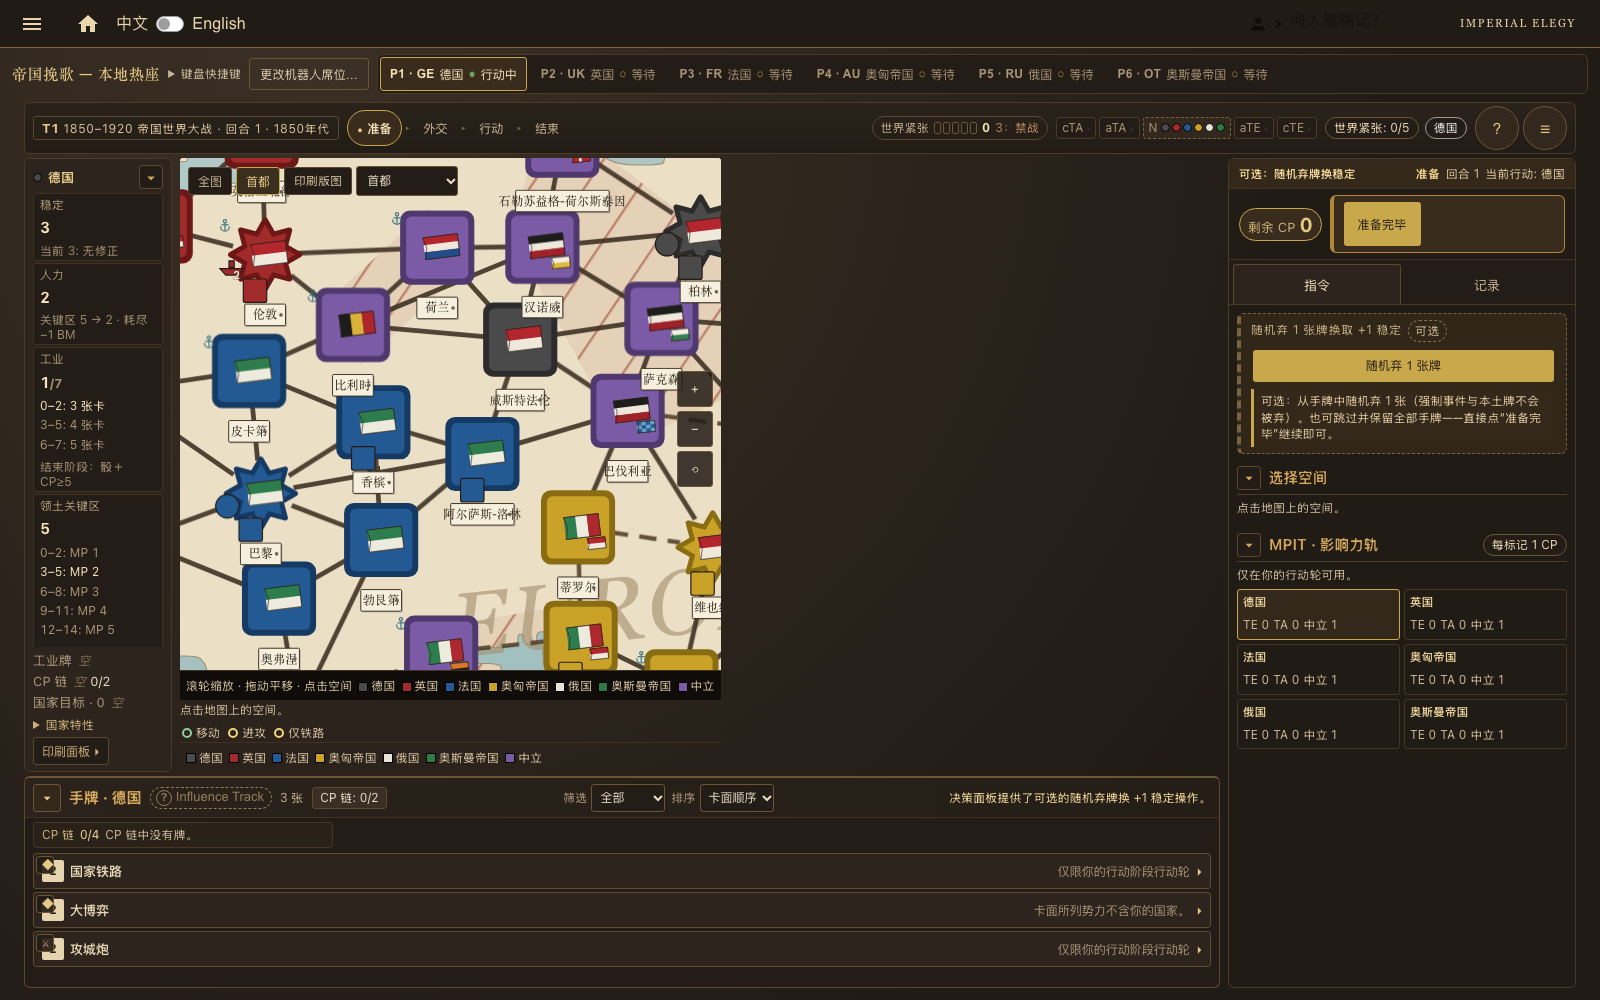 中文 English
何人被铭记?
IMPERIAL ELEGY
帝国挽歌 — 本地热座
键盘快捷键
更改机器人席位...
P1 · GE 德国 行动中
P2 · UK 英国 ○ 等待
P3 · FR 法国 ○ 等待
P4 · AU 奥匈帝国 ○ 等待
P5 · RU 俄国 ○ 等待
P6 · OT 奥斯曼帝国 ○ 等待
T1 1850–1920 帝国世界大战 · 回合 1 · 1850年代
准备
外交
行动
结束
世界紧张 0 3: 禁战
cTA
aTA
N
aTE
cTE
世界紧张: 0/5
德国
?
≡
德国
稳定
3
当前 3: 无修正
人力
2
关键区 5 → 2 · 耗尽
−1 BM
工业
1/7
0–2: 3 张卡
3–5: 4 张卡
6–7: 5 张卡
结束阶段: 骰＋
CP≥5
领土关键区
5
0–2: MP 1
3–5: MP 2
6–8: MP 3
9–11: MP 4
12–14: MP 5
工业牌 空
CP 链 空 0/2
国家目标 · 0 空
国家特性
印刷面板
全图
首都
印刷版图
首都
石勒苏益格-荷尔斯泰因
伦敦
荷兰
汉诺威
柏林
比利时
威斯特法伦
萨克森
皮卡第
香槟
阿尔萨斯-洛林
巴伐利亚
巴黎
勃艮第
蒂罗尔
奥弗涅
+
−
滚轮缩放 · 拖动平移 · 点击空间 德国 英国 法国 奥匈帝国 俄国 奥斯曼帝国 中立
点击地图上的空间。
移动 进攻 仅铁路
德国 英国 法国 奥匈帝国 俄国 奥斯曼帝国 中立
可选: 随机弃牌换稳定
准备 回合 1 当前行动: 德国
剩余 CP 0
准备完毕
指令
记录
随机弃 1 张牌换取 +1 稳定 可选
随机弃 1 张牌
可选: 从手牌中随机弃 1 张（强制事件与本土牌不会
被弃）。也可跳过并保留全部手牌——直接点“准备完
毕”继续即可。
选择空间
点击地图上的空间。
MPIT · 影响力轨
每标记 1 CP
仅在你的行动轮可用。
德国
TE 0 TA 0 中立 1
英国
TE 0 TA 0 中立 1
法国
TE 0 TA 0 中立 1
奥匈帝国
TE 0 TA 0 中立 1
俄国
TE 0 TA 0 中立 1
奥斯曼帝国
TE 0 TA 0 中立 1
手牌 · 德国
? Influence Track
3 张
CP 链: 0/2
筛选 全部
排序 卡面顺序
决策面板提供了可选的随机弃牌换 +1 稳定操作。
CP 链 0/4 CP 链中没有牌。
国家铁路
仅限你的行动阶段行动轮
大博弈
卡面所列势力不含你的国家。
攻城炮
仅限你的行动阶段行动轮